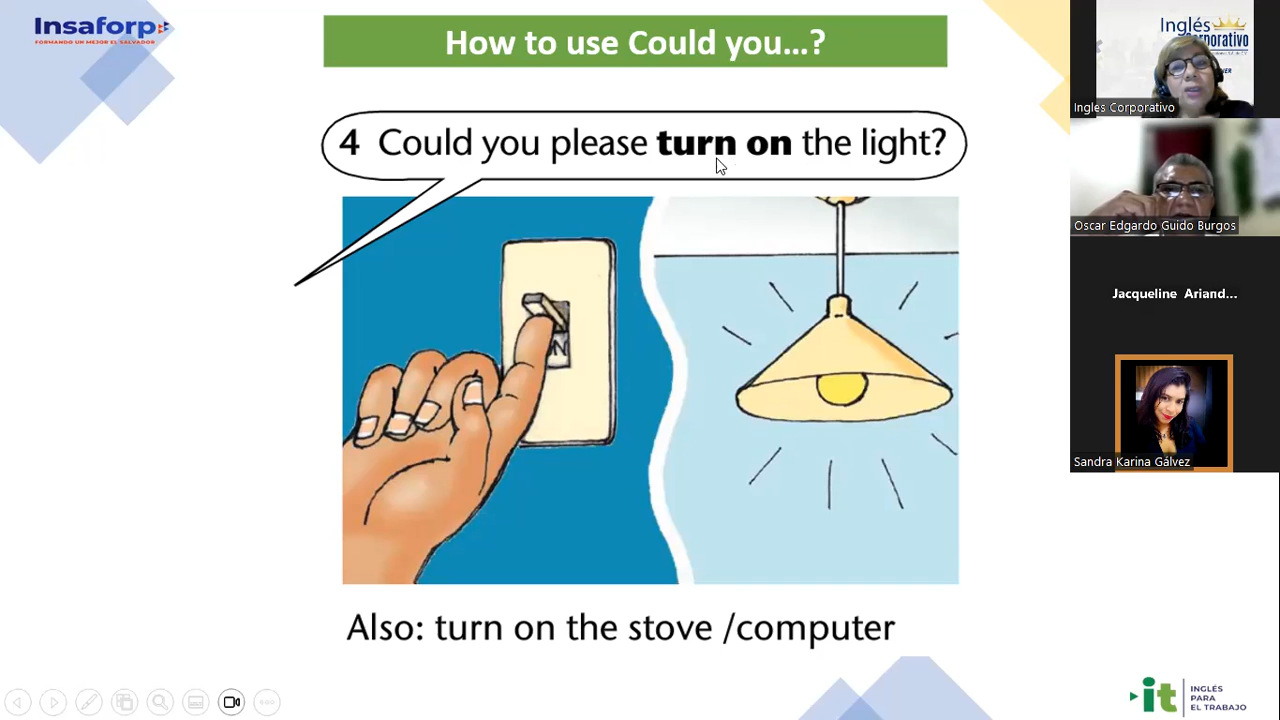 Insaforp
FORMANDO UN MEJOR EL SALVADOR
How to use Could you...?
4 Could you please turn on the light?
ON
Also: turn on the stove /computer
Inglés
Corporativo
Ingles Corporativo
Oscar Edgardo Guido Burgos
Jacqueline Ariand...
Sandra Karina Gálvez
it
INGLÉS
PARA
EL TRABAJO